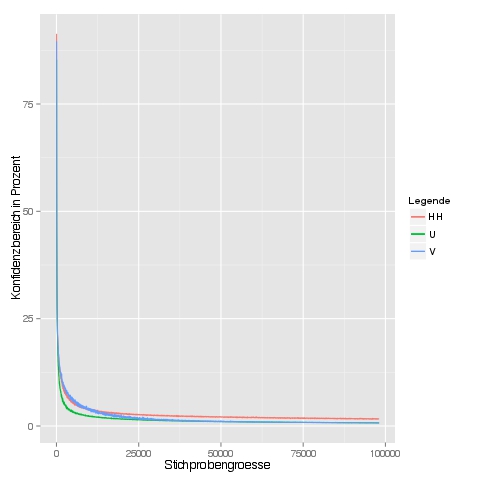 Konfidenzbereich in Prozent
75
50
25
0
0 25000 50000 75000 100000
Stichprobengroesse
Legende
HH
U
V